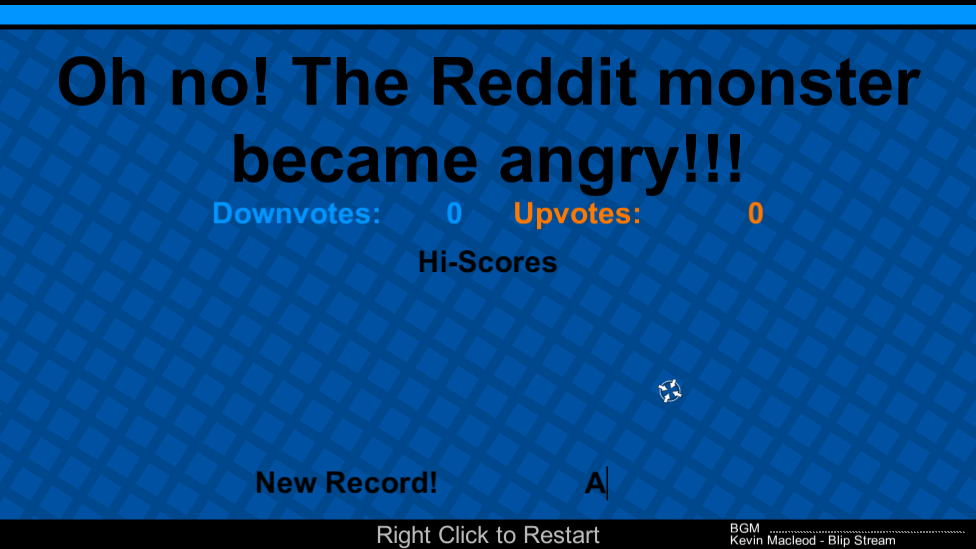 Oh no! The Reddit monster
became angry!!!
Downvotes: 0 Upvotes: 0
Hi-Scores
New Record! A
Right Click to Restart
BGM
Kevin Macleod - Blip Stream